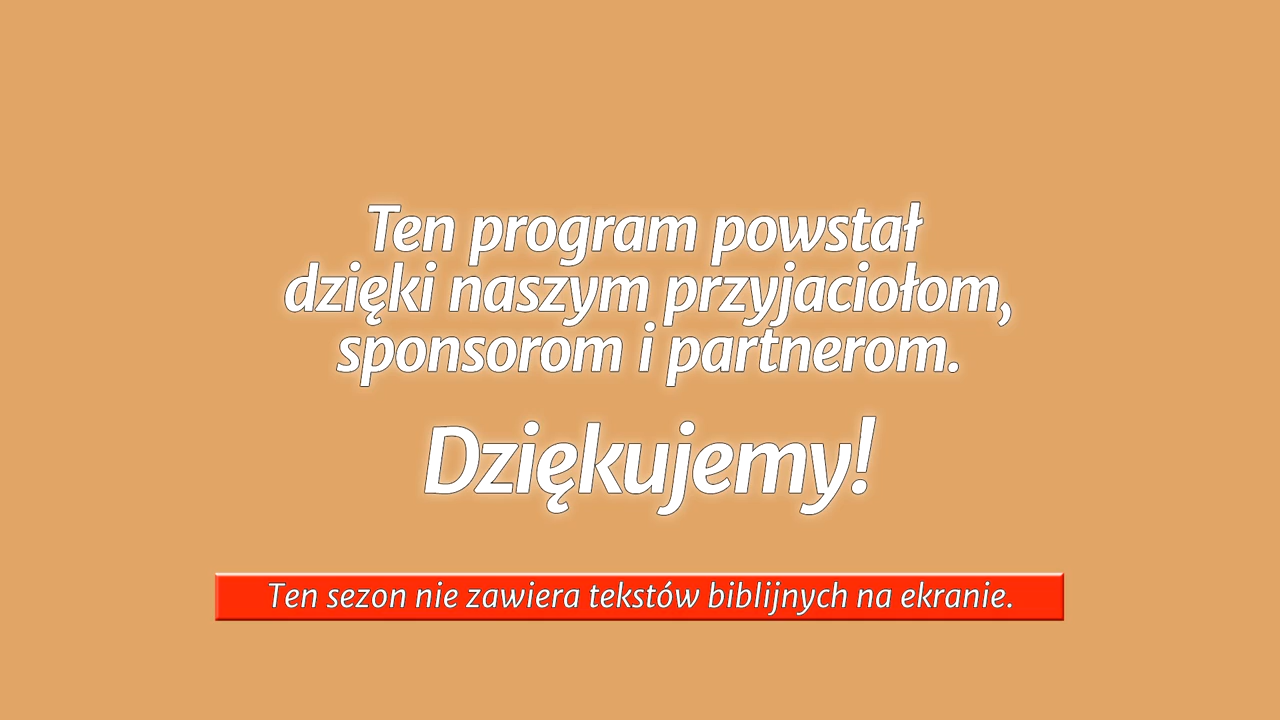 Ten program powstał
dzięki naszym przyjaciołom,
sponsorom i partnerom.
Dziękujemy!
Ten sezon nie zawiera tekstów biblijnych na ekranie.